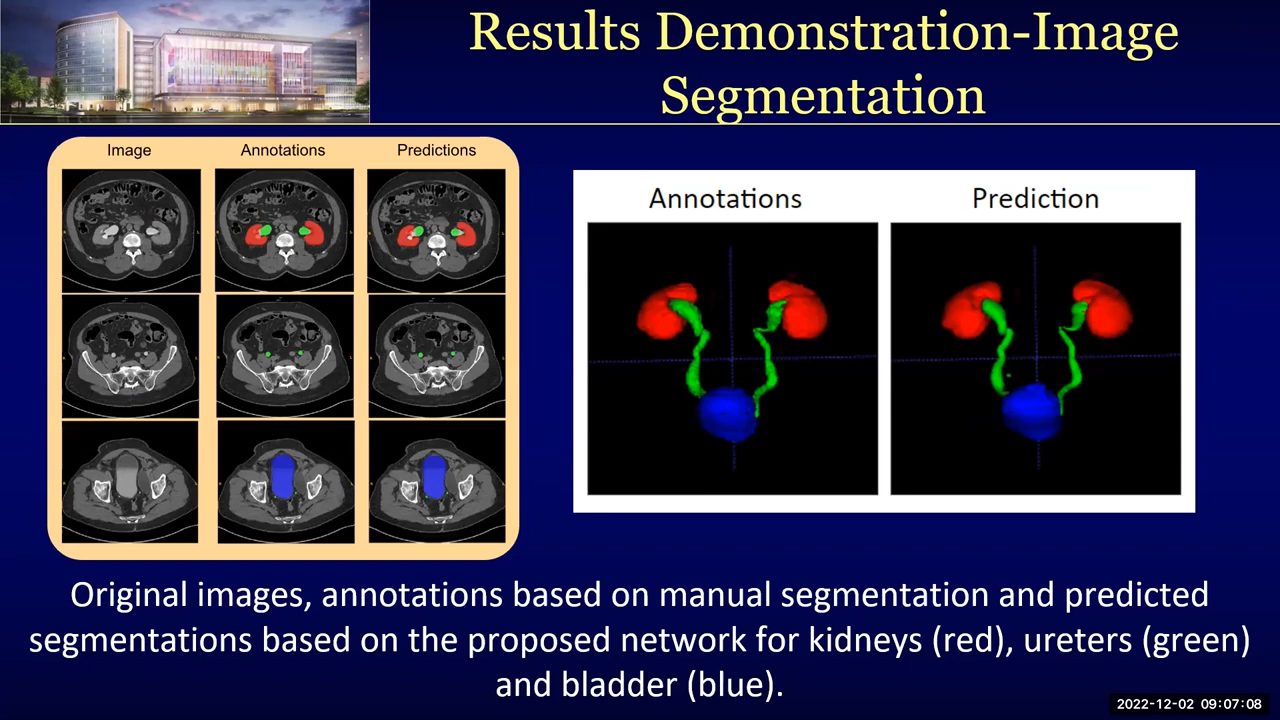 Results Demonstration-Image
Segmentation
Image
Annotations
Predictions
Annotations
Prediction
Original images, annotations based on manual segmentation and predicted
segmentations based on the proposed network for kidneys (red), ureters (green)
and bladder (blue).
2022-12-02 09:07:08